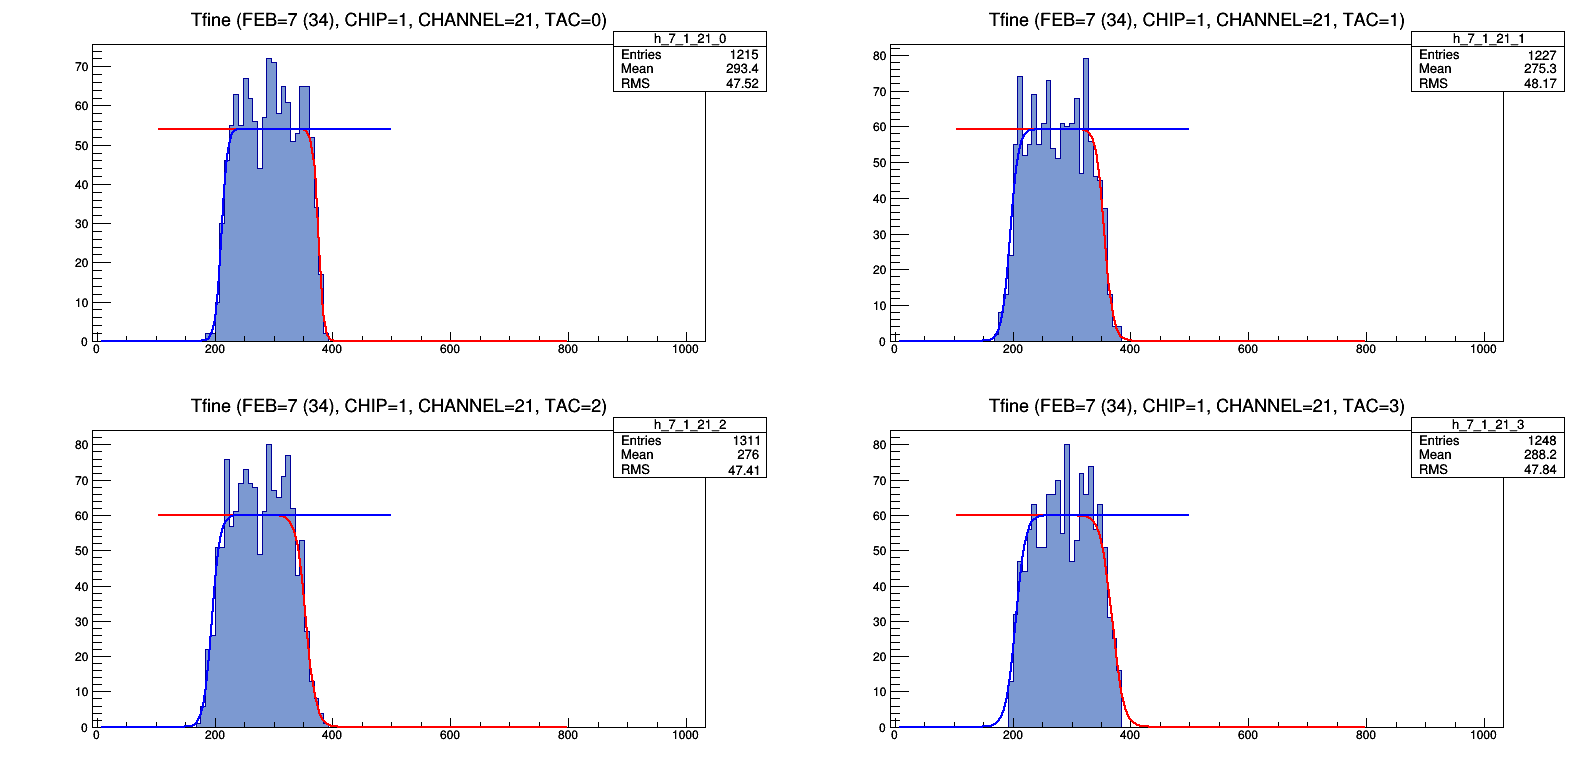 Tfine (FEB=7 (34), CHIP=1, CHANNEL=21, TAC=0)
h_7_1_21_0
Entries 1215
Mean 293.4
RMS 47.52
70
60
50
40
30
20
10
0
0 200 400 600 800 1000
Tfine (FEB=7 (34), CHIP=1, CHANNEL=21, TAC=1)
h_7_1_21_1
Entries 1227
Mean 275.3
RMS 48.17
80
70
60
50
40
30
20
10
0
0 200 400 600 800 1000
Tfine (FEB=7 (34), CHIP=1, CHANNEL=21, TAC=2)
h_7_1_21_2
Entries 1311
Mean 276
RMS 47.41
80
70
60
50
40
30
20
10
0
0 200 400 600 800 1000
Tfine (FEB=7 (34), CHIP=1, CHANNEL=21, TAC=3)
h_7_1_21_3
Entries 1248
Mean 288.2
RMS 47.84
80
70
60
50
40
30
20
10
0
0 200 400 600 800 1000